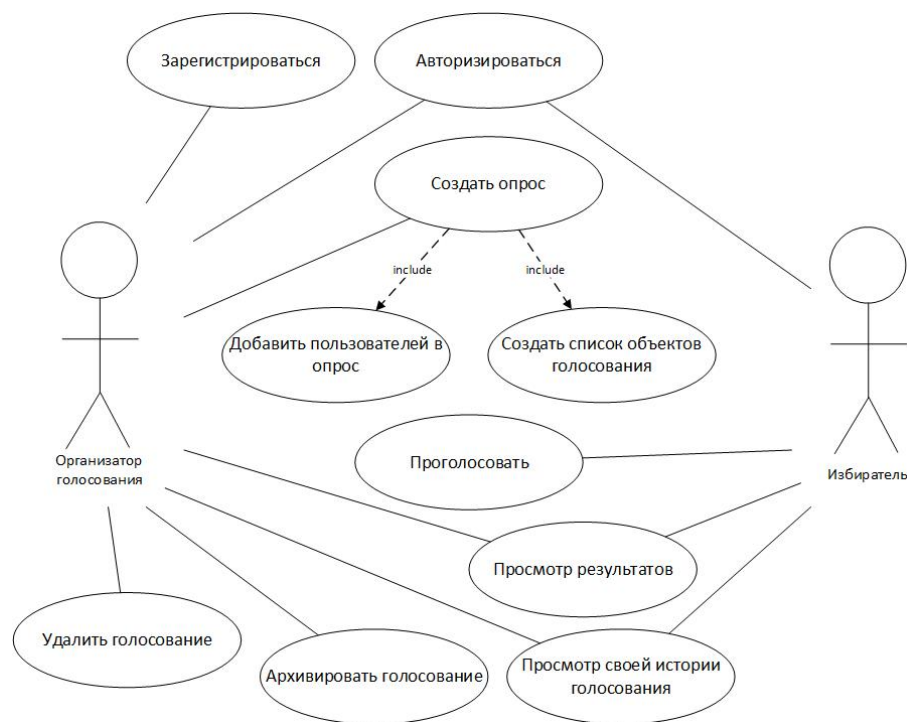 Зарегистрироваться
Авторизироваться
Создать опрос
include
include
Добавить пользователей в
опрос
Создать список объектов
голосования
Организатор
голосования
Проголосовать
Избиратель
Просмотр результатов
Удалить голосование
Архивировать голосование
Просмотр своей истории
голосования